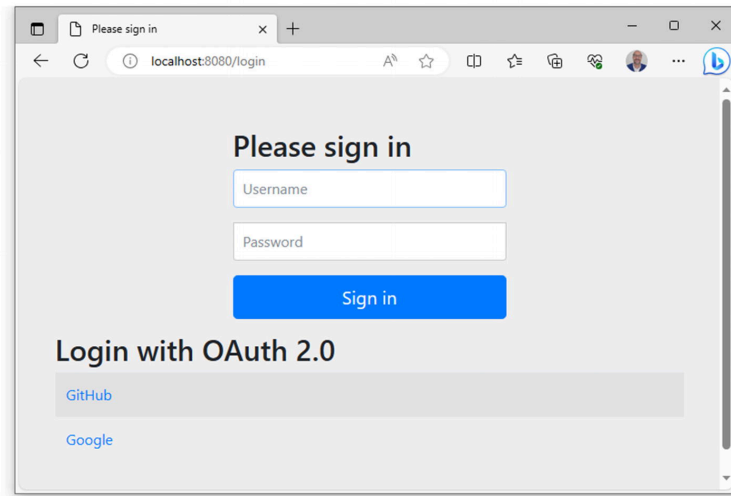 Please sign in
localhost:8080/login
Please sign in
Username
Password
Sign in
Login with OAuth 2.0
GitHub
Google